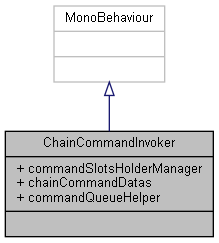 MonoBehaviour
ChainCommandInvoker
+ commandSlotsHolderManager
+ chainCommandDatas
+ commandQueueHelper